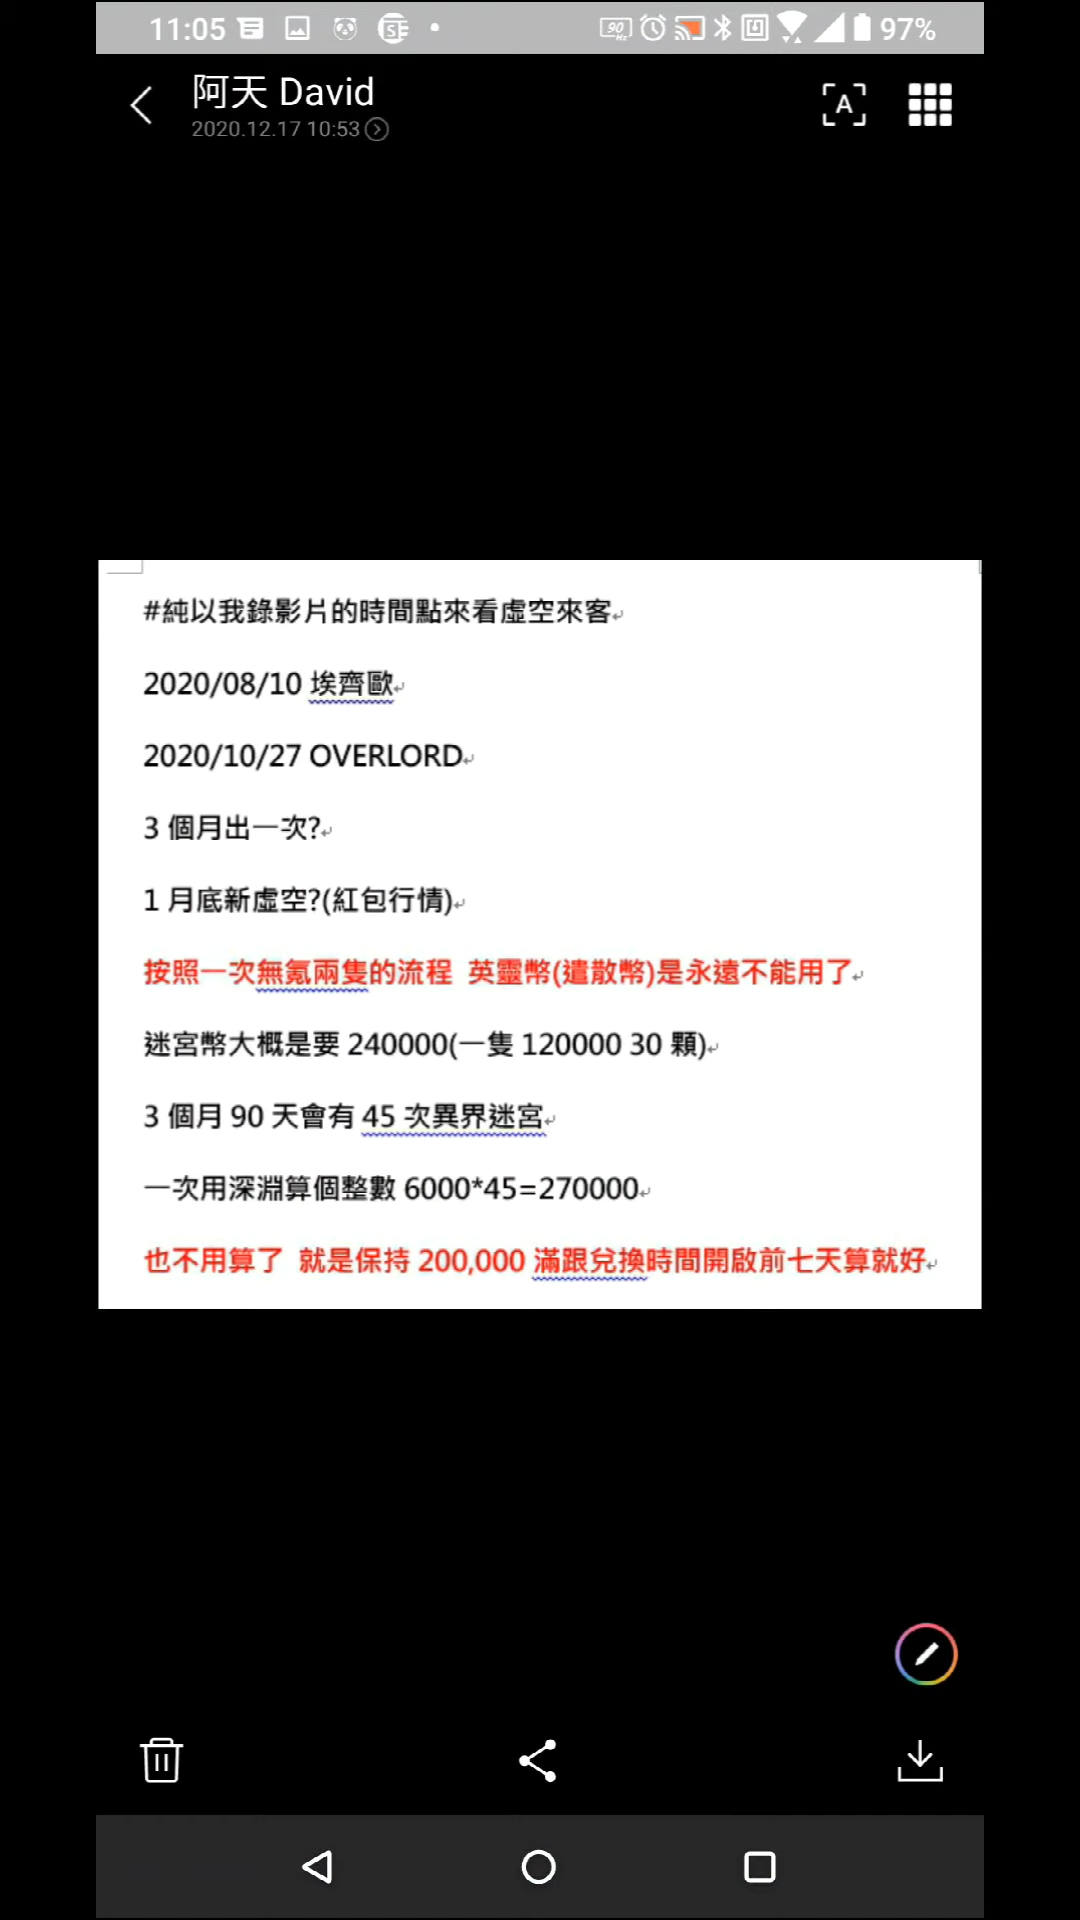 11:05
90 Hz
97%
阿天 David
2020.12.17 10:53
A
#純以我錄影片的時間點來看虛空來客
2020/08/10 埃齊歐
2020/10/27 OVERLORD
3 個月出一次?
1 月底新虛空?(紅包行情)
按照一次無氪兩隻的流程 英靈幣(遣散幣)是永遠不能用了
迷宮幣大概是要 240000(一隻 120000 30 顆)
3 個月 90 天會有 45 次異界迷宮
一次用深淵算個整數 6000*45=270000
也不用算了 就是保持 200,000 滿跟兌換時間開啟前七天算就好